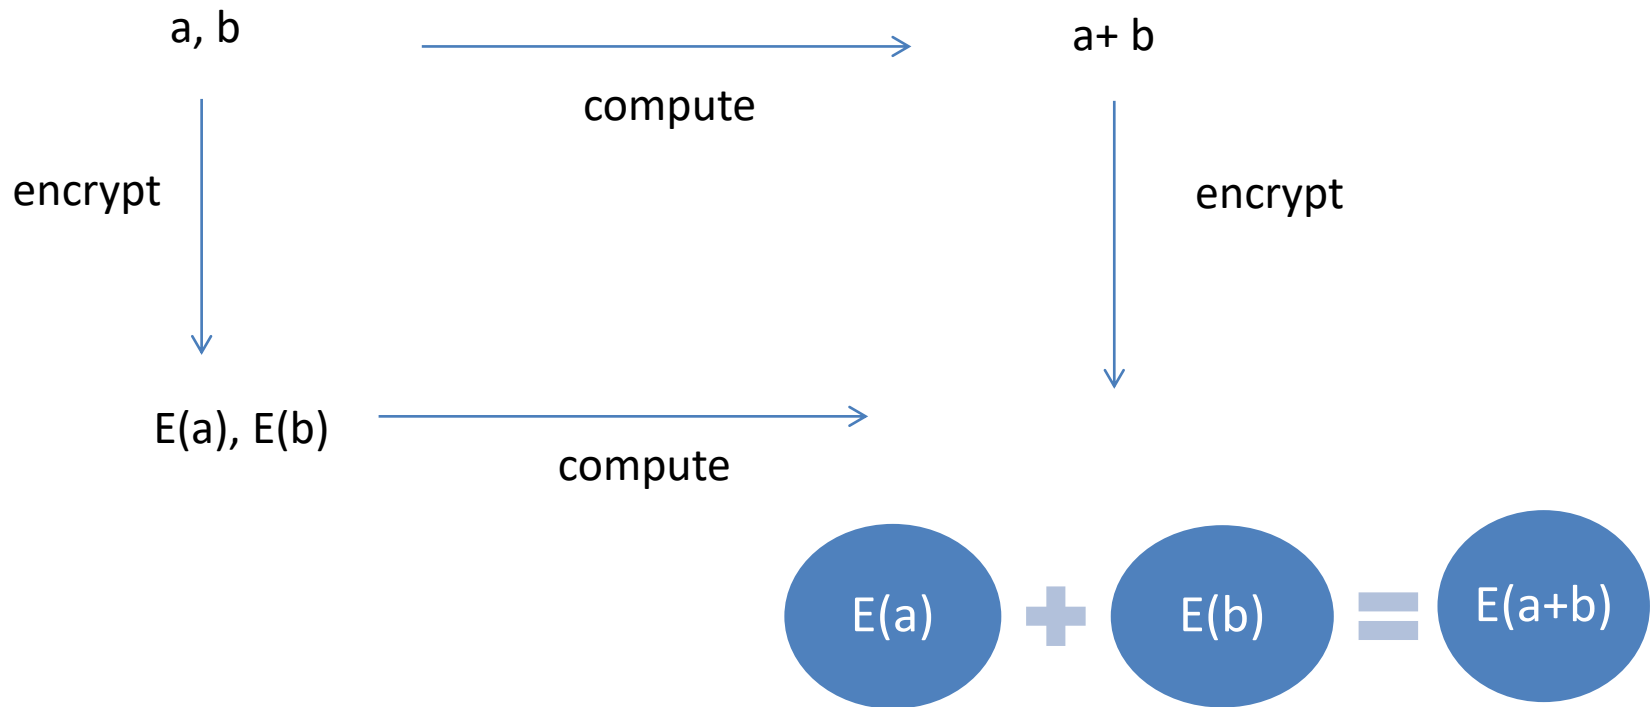 a, b
a+ b
compute
encrypt
encrypt
E(a), E(b)
compute
E(a) + E(b) = E(a+b)